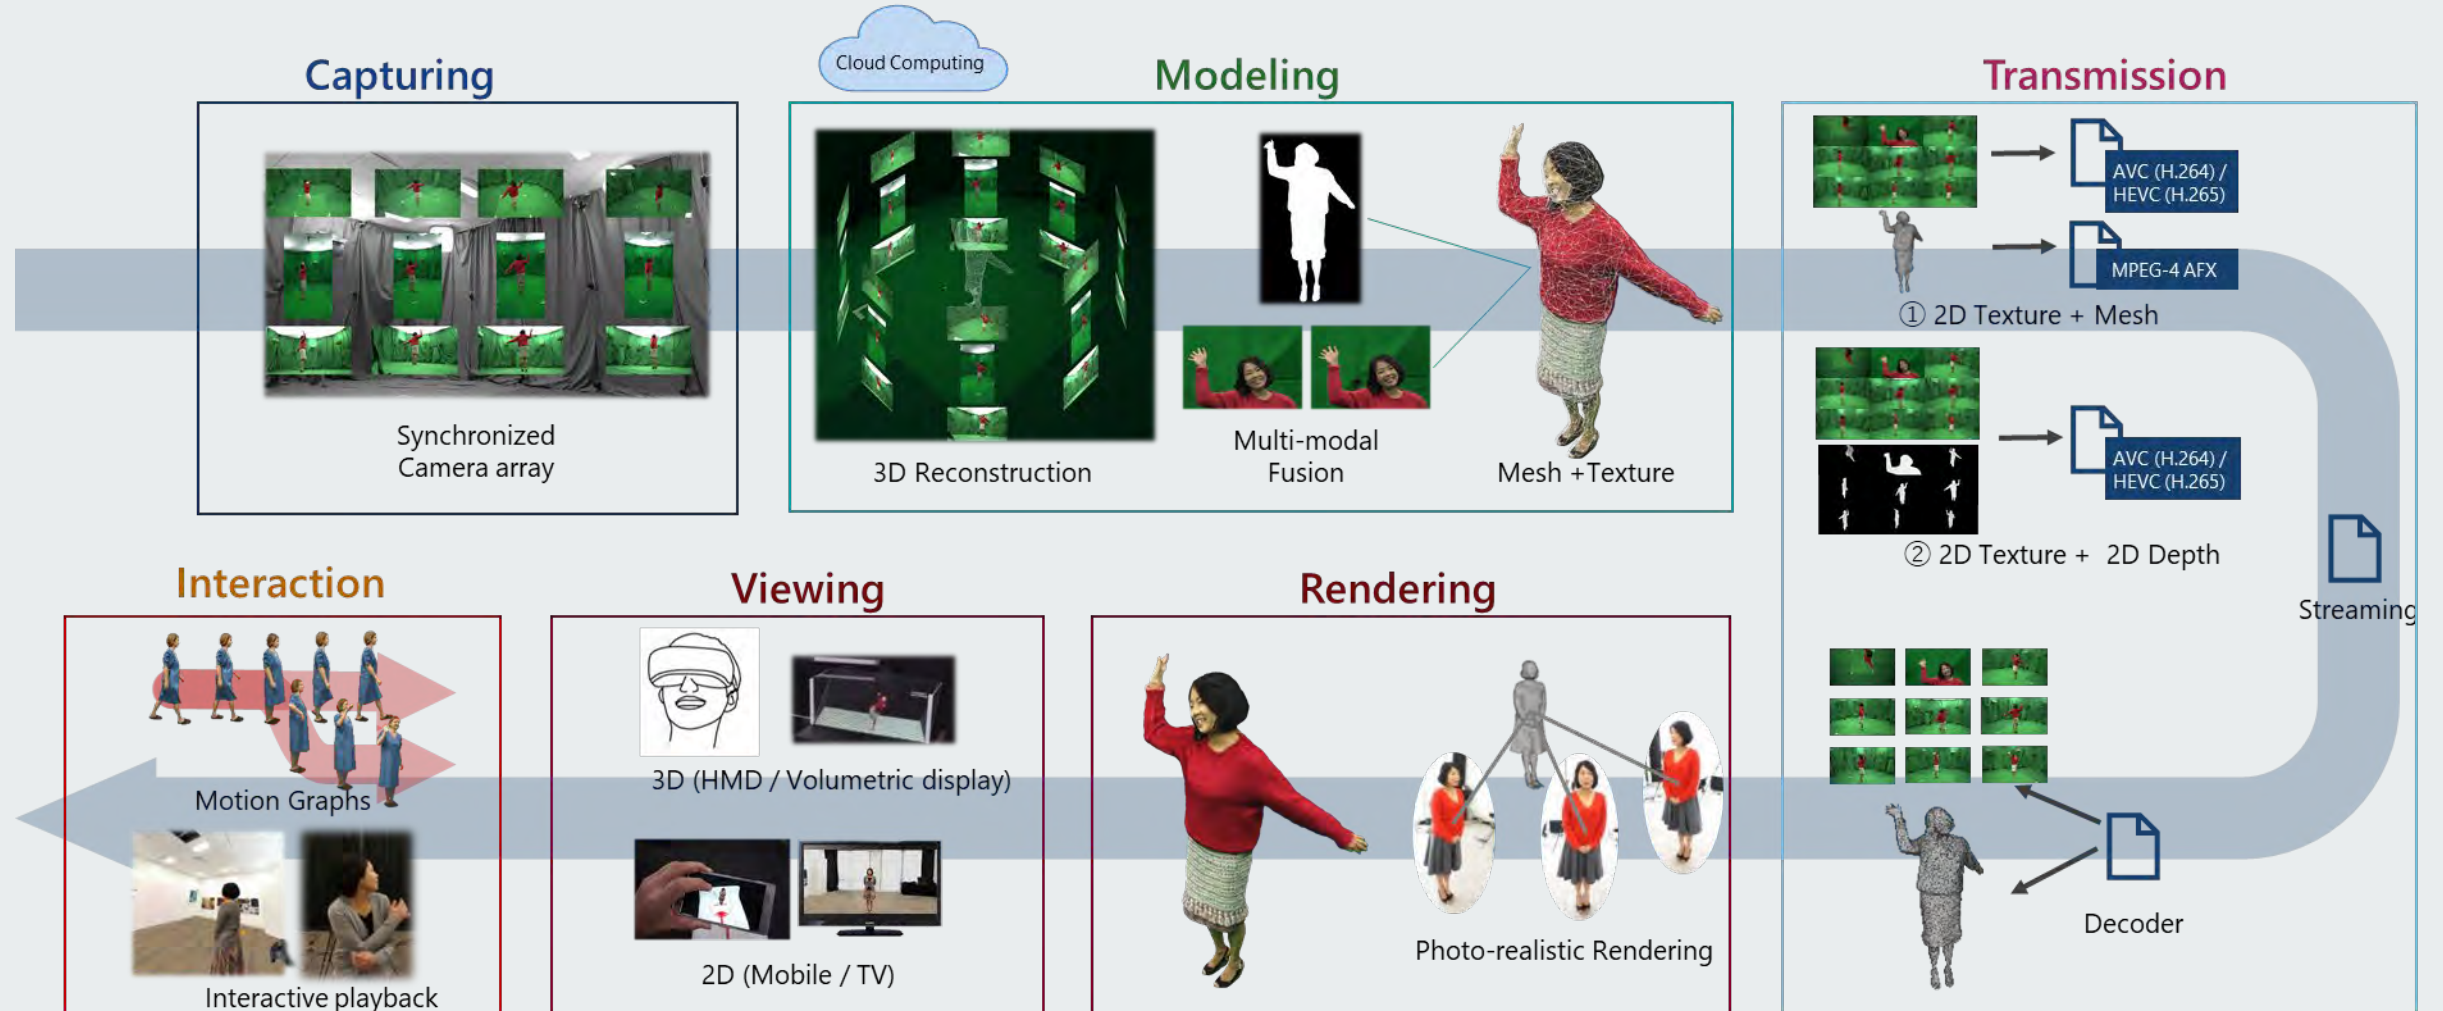 Capturing
Cloud Computing
Modeling
Transmission
Synchronized
Camera array
3D Reconstruction
Multi-modal
Fusion
Mesh +Texture
AVC (H.264) /
HEVC (H.265)
MPEG-4 AFX
① 2D Texture + Mesh
AVC (H.264) /
HEVC (H.265)
② 2D Texture + 2D Depth
Streaming
Decoder
Rendering
Photo-realistic Rendering
Viewing
3D (HMD / Volumetric display)
2D (Mobile / TV)
Interaction
Motion Graphs
Interactive playback